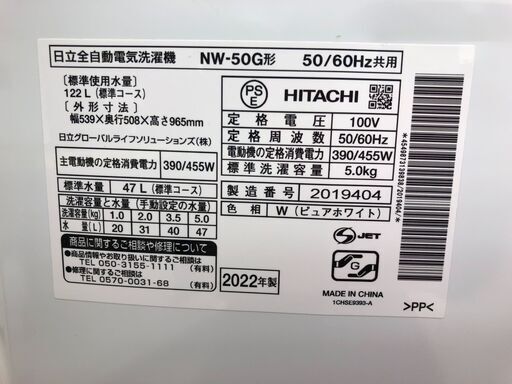 日立全自動電気洗濯機 NW-50G形 50/60Hz共用
〔標準使用水量〕
122 L (標準コース)
〔外形寸法〕
幅539×奥行508×高さ965mm
日立グローバルライフソリューションズ(株)
主電動機の定格消費電力 390/455W
標準水量 47 L (標準コース)
洗濯容量と水量(手動設定の水量)
洗濯容量(kg) 1.0 2.0 3.5 5.0
水量(L) 20 31 40 47
商品に関するご相談や修理について
商品情報やお取り扱いに関するご相談
TEL 050-3155-1111 (有料)
修理に関するご相談
TEL 0570-0031-68 (有料)
PSE HITACHI
定格電圧 100V
定格周波数 50/60Hz
電動機の定格消費電力 390/455W
標準洗濯容量 5.0kg
製造番号 2019404
色相 W (ピュアホワイト)
JET
G
2022年製
MADE IN CHINA
1CHSE9393-A
>PP<
*4549873139838/2019404/*